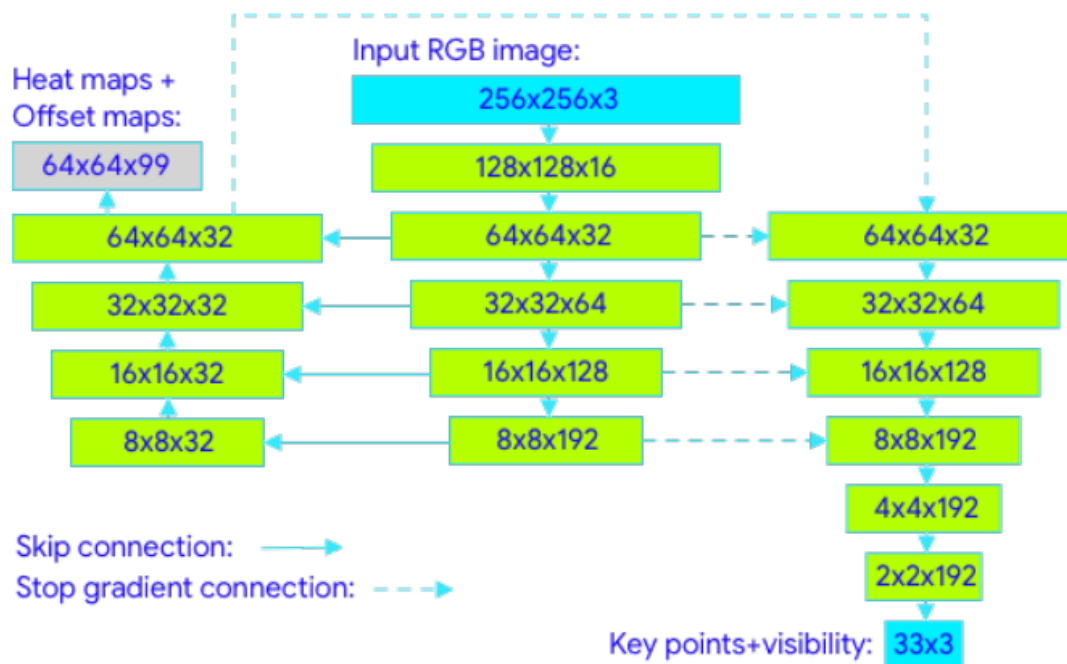 Input RGB image:
Heat maps +
Offset maps:
256x256x3
64x64x99
128x128x16
64x64x32
64x64x32
64x64x32
32x32x32
32x32x64
32x32x64
16x16x32
16x16x128
16x16x128
8x8x32
8x8x192
8x8x192
4x4x192
Skip connection:
2x2x192
Stop gradient connection:
Key points+visibility:
33x3